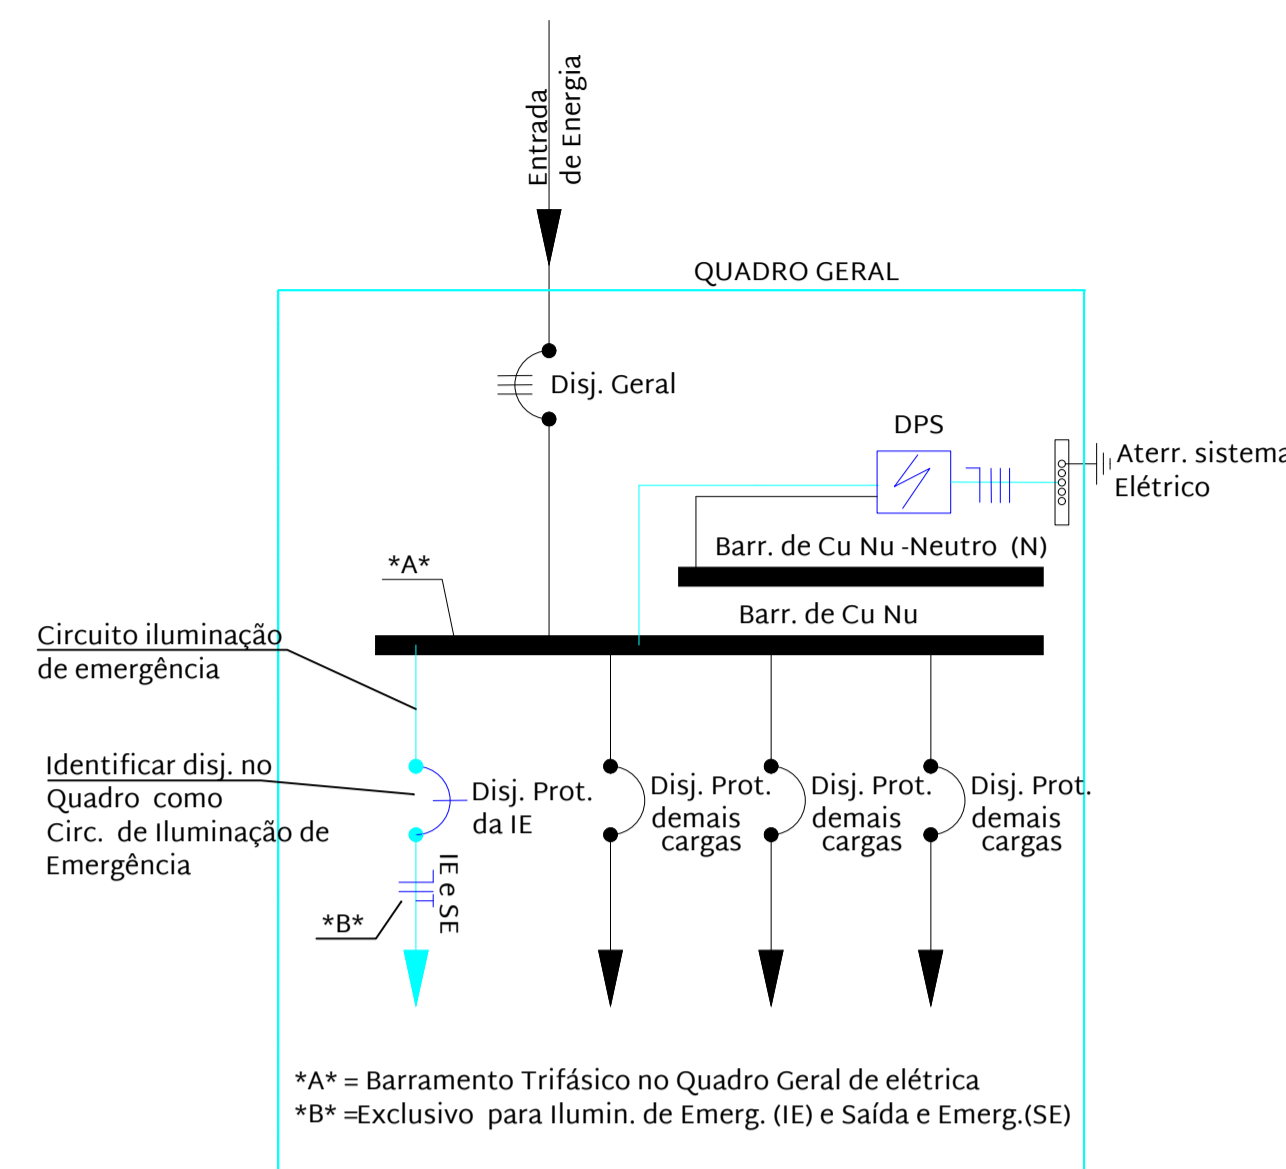 Entrada
de Energia
QUADRO GERAL
Disj. Geral
DPS
Aterr. sistema
Elétrico
Barr. de Cu Nu -Neutro (N)
*A*
Barr. de Cu Nu
Circuito iluminação
de emergência
Identificar disj. no
Quadro como
Circ. de Iluminação de
Emergência
Disj. Prot.
da IE
Disj. Prot.
demais
cargas
Disj. Prot.
demais
cargas
Disj. Prot.
demais
cargas
IE e SE
*B*
*A* = Barramento Trifásico no Quadro Geral de elétrica
*B* =Exclusivo para Ilumin. de Emerg. (IE) e Saída e Emerg.(SE)